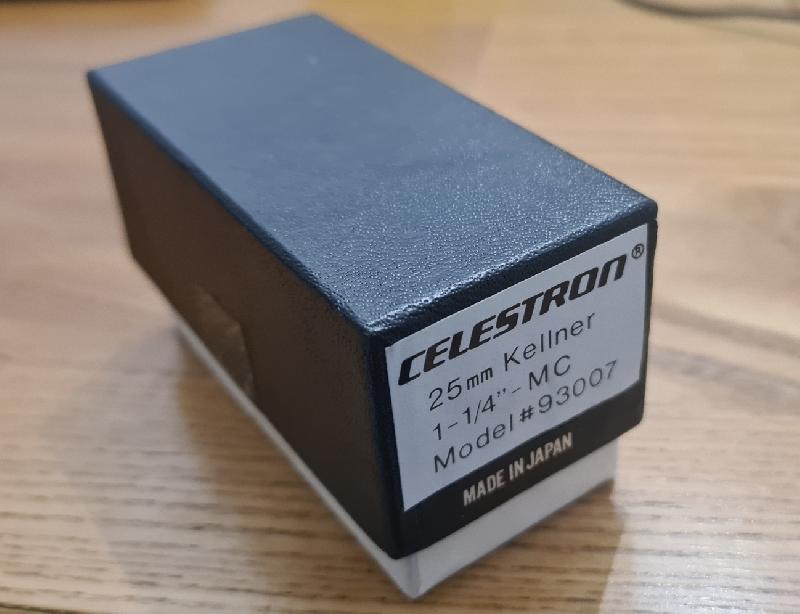 CELESTRON®
25mm Kellner
1-1/4"-MC
Model#93007
MADE IN JAPAN